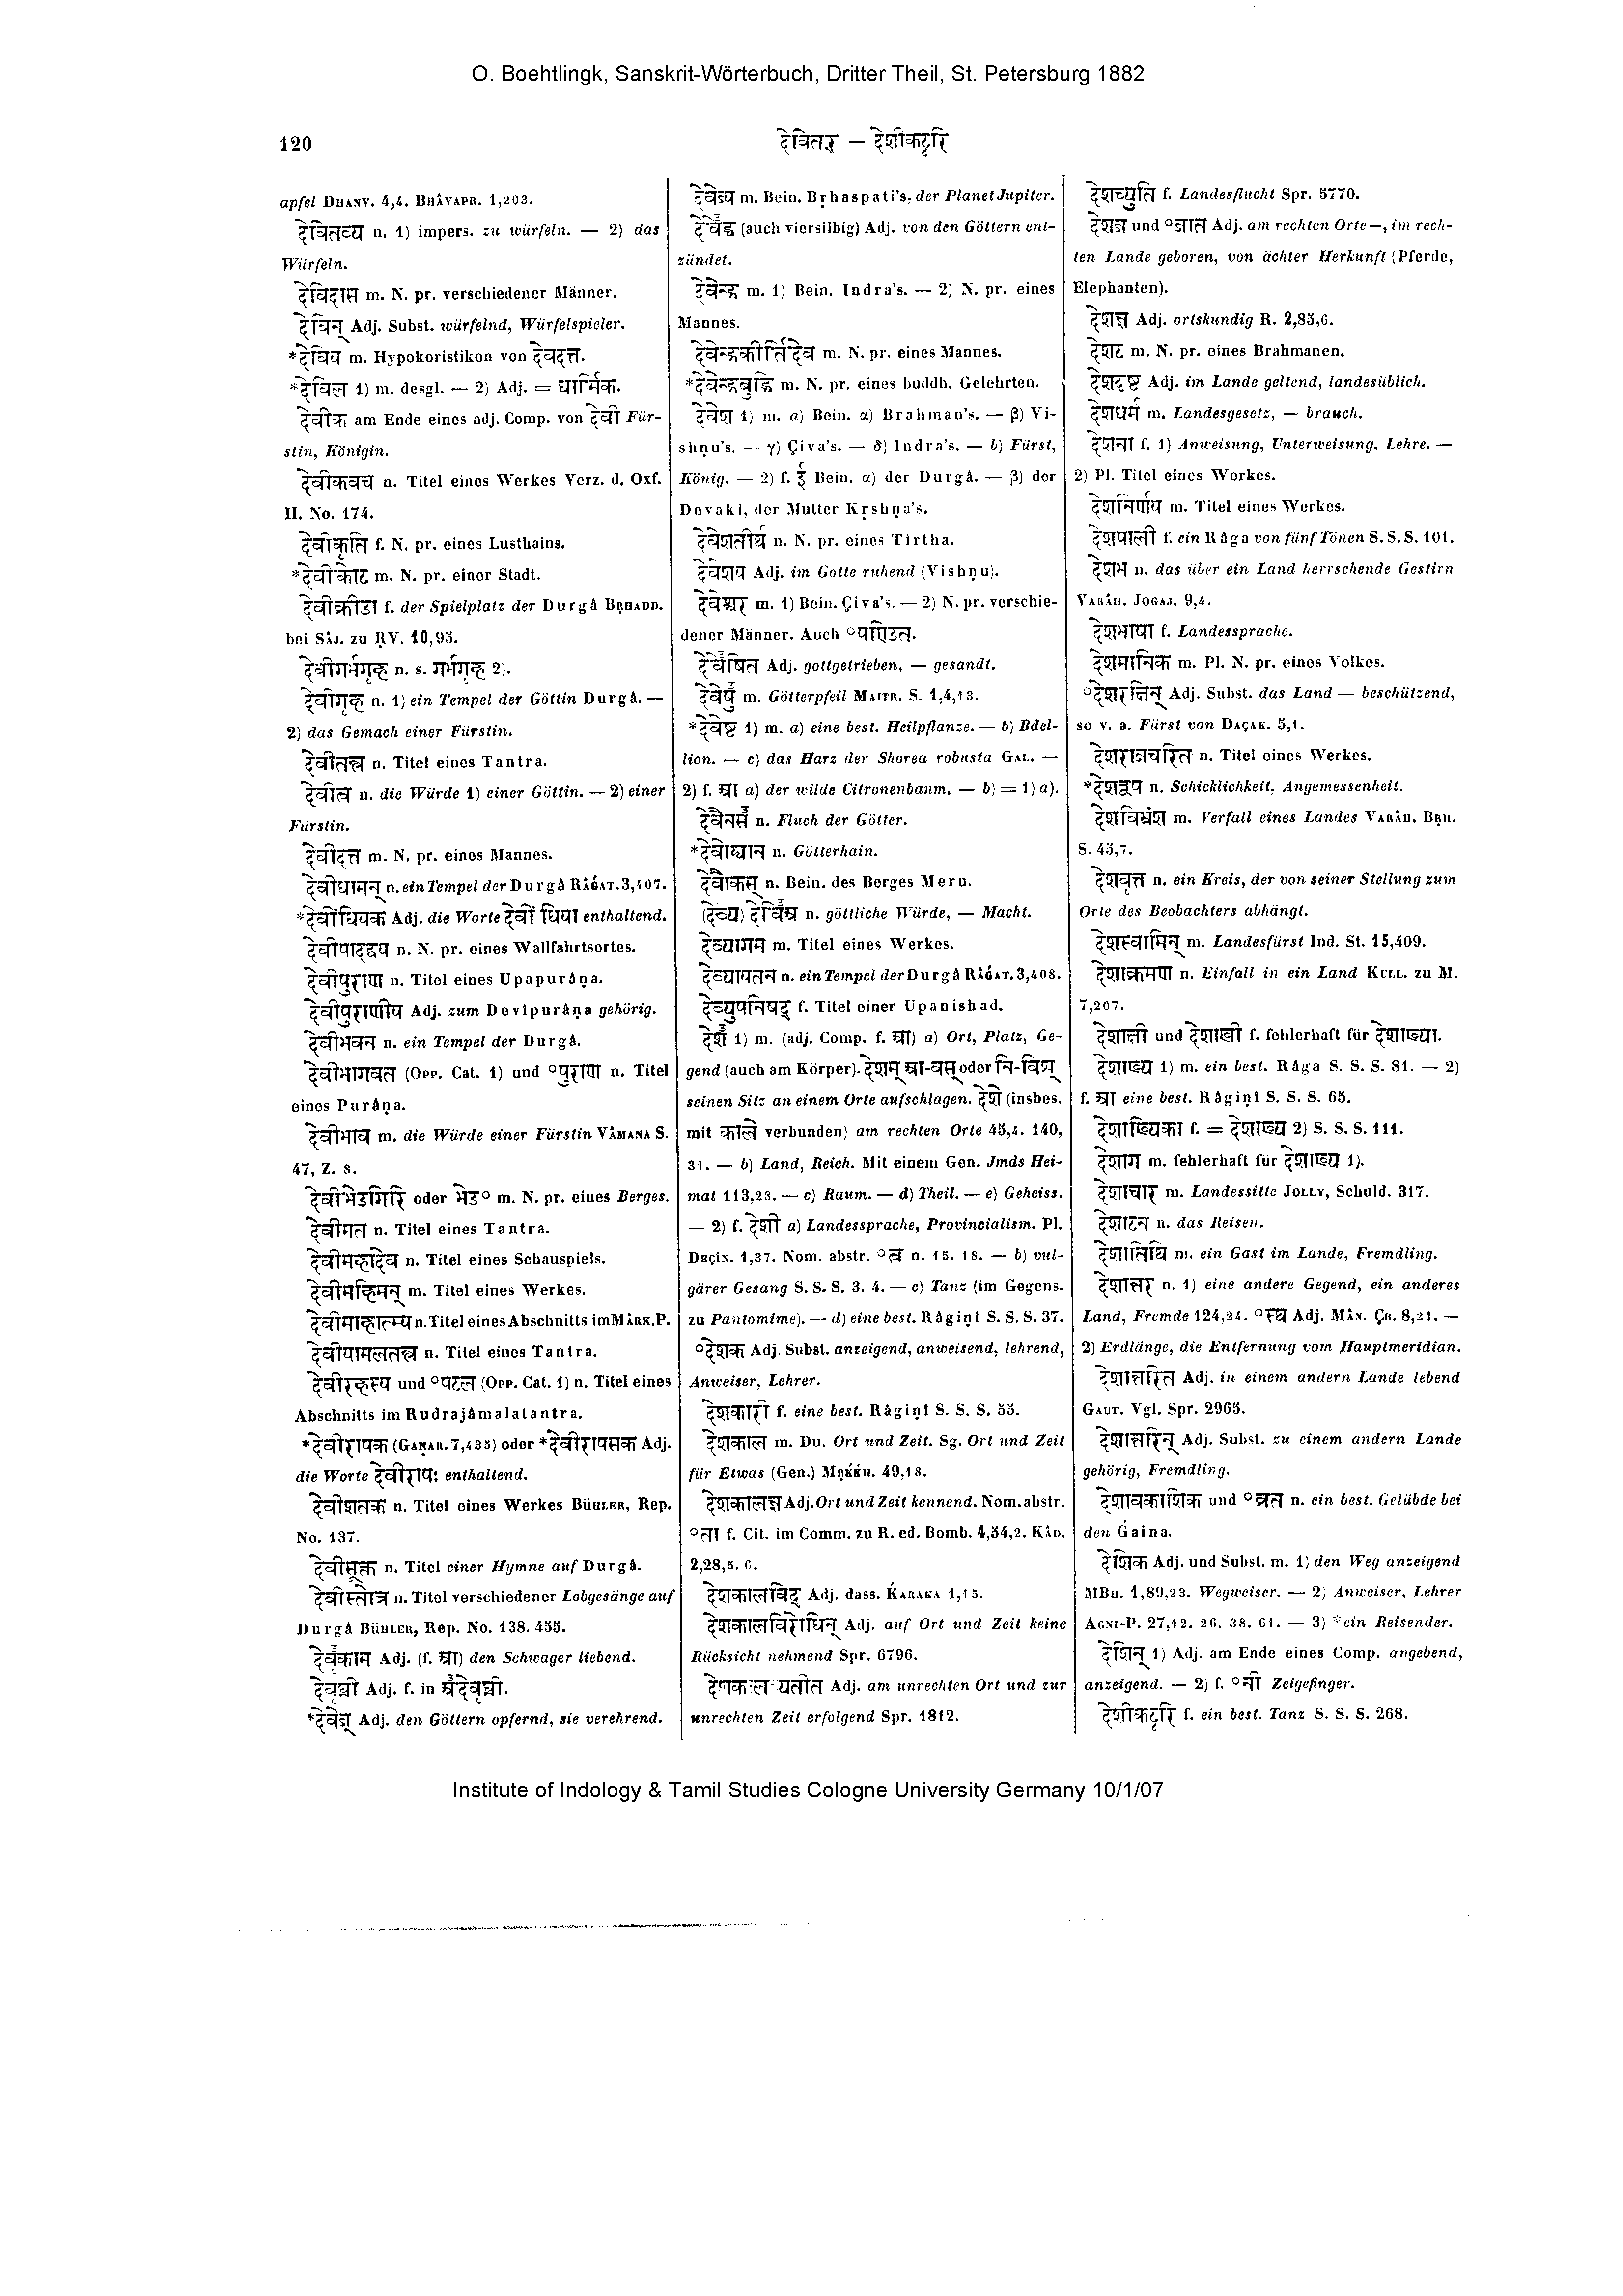 O. Boehtlingk, Sanskrit-Wörterbuch, Dritter Theil, St. Petersburg 1882
120
देवितर् — देशीकट्टरि
apfel DHANV. 4,4. BHÂVAPR. 1,203.
देवितव्य n. 1) impers. zu würfeln. — 2) das
Würfeln.
देविदास m. N. pr. verschiedener Männer.
देविन् Adj. Subst. würfelnd, Würfelspieler.
*देविय m. Hypokoristikon von देवदत्त.
*देविल 1) m. desgl. — 2) Adj. = धार्मिक.
देवीक am Ende eines adj. Comp. von देवी Für-
stin, Königin.
देवीकवच n. Titel eines Werkes Verz. d. Oxf.
H. No. 174.
देवीकृति f. N. pr. eines Lusthains.
*देवीकोट m. N. pr. einer Stadt.
देवीक्रीडा f. der Spielplatz der Durgâ BṚHADD.
bei SÂJ. zu ṚV. 10,95.
देवीगर्भगृह n. s. गर्भगृह 2).
देवीगृह n. 1) ein Tempel der Göttin Durgâ. —
2) das Gemach einer Fürstin.
देवीतन्त्र n. Titel eines Tantra.
देवीत्व n. die Würde 1) einer Göttin. — 2) einer
Fürstin.
देवीदत्त m. N. pr. eines Mannes.
देवीधामन् n. ein Tempel der Durgâ RÂǴAT. 3,407.
*देवींधियक Adj. die Worte देवीं धिया enthaltend.
देवीपादद्वय n. N. pr. eines Wallfahrtsortes.
देवीपुराण n. Titel eines Upapurâṇa.
देवीपुराणीय Adj. zum Devîpurâṇa gehörig.
देवीभवन n. ein Tempel der Durgâ.
देवीभागवत (OPP. Cat. 1) und °पुराण n. Titel
eines Purâṇa.
देवीभाव m. die Würde einer Fürstin VÂMANA S.
47, Z. 8.
देवीभेडगिरि oder भेड° m. N. pr. eines Berges.
देवीमत n. Titel eines Tantra.
देवीमहादेव n. Titel eines Schauspiels.
देवीमहिमन् m. Titel eines Werkes.
देवीमाहात्म्य n. Titel eines Abschnitts im MÂRK. P.
देवीयामलतन्त्र n. Titel eines Tantra.
देवीरहस्य und °पटल (OPP. Cat. 1) n. Titel eines
Abschnitts im Rudrajâmalatantra.
*देवीरापक (GAṆAR. 7,433) oder *देवीरापसक Adj.
die Worte देवीरापः enthaltend.
देवीशतक n. Titel eines Werkes BÜHLER, Rep.
No. 137.
देवीसूक्त n. Titel einer Hymne auf Durgâ.
देवीस्तोत्र n. Titel verschiedener Lobgesänge auf
Durgâ BÜHLER, Rep. No. 138. 455.
देवृकाम Adj. (f. आ) den Schwager liebend.
देवृघ्नी Adj. f. in अदेवृघ्नी.
*देवेज् Adj. den Göttern opfernd, sie verehrend.
देवेज्य m. Bein. Bṛhaspati's, der Planet Jupiter.
देवेद्ध (auch viersilbig) Adj. von den Göttern ent-
zündet.
देवेन्द्र m. 1) Bein. Indra's. — 2) N. pr. eines
Mannes.
देवेन्द्रकीर्तिदेव m. N. pr. eines Mannes.
*देवेन्द्रबुद्धि m. N. pr. eines buddh. Gelehrten.
देवेश 1) m. a) Bein. α) Brahman's. — β) Vi-
shṇu's. — γ) Çiva's. — δ) Indra's. — b) Fürst,
König. — 2) f. ई Bein. α) der Durgâ. — β) der
Devakî, der Mutter Kṛshṇa's.
देवेशतीर्थ n. N. pr. eines Tîrtha.
देवेशय Adj. im Gotte ruhend (Vishṇu).
देवेश्वर m. 1) Bein. Çiva's. — 2) N. pr. verschie-
dener Männer. Auch °पण्डित.
देवेषित Adj. gottgetrieben, — gesandt.
देवेषु m. Götterpfeil MAITR. S. 1,4,13.
*देवेष्ट 1) m. a) eine best. Heilpflanze. — b) Bdel-
lion. — c) das Harz der Shorea robusta GAL. —
2) f. आ a) der wilde Citronenbaum. — b) = 1) a).
देवैनस n. Fluch der Götter.
*देवोद्यान n. Götterhain.
देवौकस् n. Bein. des Berges Meru.
(देव्य) देविअ n. göttliche Würde, — Macht.
देव्यागम m. Titel eines Werkes.
देव्यायतन n. ein Tempel der Durgâ RÂǴAT. 3,408.
देव्युपनिषद् f. Titel einer Upanishad.
देश 1) m. (adj. Comp. f. आ) a) Ort, Platz, Ge-
gend (auch am Körper). देशम् आ-वस् oder नि-विश्
seinen Sitz an einem Orte aufschlagen. देशे (insbes.
mit काले verbunden) am rechten Orte 45,4. 140,
31. — b) Land, Reich. Mit einem Gen. Jmds Hei-
mat 113,28. — c) Raum. — d) Theil. — e) Geheiss.
— 2) f. देशी a) Landessprache, Provincialism. Pl.
DEÇÎN. 1,37. Nom. abstr. °त्व n. 15. 18. — b) vul-
gärer Gesang S. S. S. 3. 4. — c) Tanz (im Gegens.
zu Pantomime). — d) eine best. Râgiṇî S. S. S. 37.
°देशक Adj. Subst. anzeigend, anweisend, lehrend,
Anweiser, Lehrer.
देशकारी f. eine best. Râgiṇî S. S. S. 55.
देशकाल m. Du. Ort und Zeit. Sg. Ort und Zeit
für Etwas (Gen.) MṚḰḰH. 49,18.
देशकालज्ञ Adj. Ort und Zeit kennend. Nom. abstr.
°ता f. Cit. im Comm. zu R. ed. Bomb. 4,54,2. KÂD.
2,28,5. 6.
देशकालविद् Adj. dass. ḰARAKA 1,15.
देशकालविरोधिन् Adj. auf Ort und Zeit keine
Rücksicht nehmend Spr. 6796.
देशकालव्यतीत Adj. am unrechten Ort und zur
unrechten Zeit erfolgend Spr. 1812.
देशच्युति f. Landesflucht Spr. 5770.
देशज und °जात Adj. am rechten Orte —, im rech-
ten Lande geboren, von ächter Herkunft (Pferde,
Elephanten).
देशज्ञ Adj. ortskundig R. 2,83,6.
देशट m. N. pr. eines Brahmanen.
देशदृष्ट Adj. im Lande geltend, landesüblich.
देशधर्म m. Landesgesetz, — brauch.
देशना f. 1) Anweisung, Unterweisung, Lehre. —
2) Pl. Titel eines Werkes.
देशनिर्णय m. Titel eines Werkes.
देशपाली f. ein Râga von fünf Tönen S. S. S. 101.
देशभ n. das über ein Land herrschende Gestirn
VARÂH. JOGAJ. 9,4.
देशभाषा f. Landessprache.
देशमानिक m. Pl. N. pr. eines Volkes.
°देशरक्षिन् Adj. Subst. das Land — beschützend,
so v. a. Fürst von DAÇAK. 5,1.
देशराजचरित n. Titel eines Werkes.
*देशरूप n. Schicklichkeit, Angemessenheit.
देशविभ्रंश m. Verfall eines Landes VARÂH. BṚH.
S. 43,7.
देशवृत्त n. ein Kreis, der von seiner Stellung zum
Orte des Beobachters abhängt.
देशस्वामिन् m. Landesfürst Ind. St. 15,409.
देशाक्रमण n. Einfall in ein Land KULL. zu M.
7,207.
देशाक्षी und देशाखी f. fehlerhaft für देशाख्या.
देशाख्य 1) m. ein best. Râga S. S. S. 81. — 2)
f. आ eine best. Râgiṇî S. S. S. 65.
देशाख्यिका f. = देशाख्य 2) S. S. S. 111.
देशाग m. fehlerhaft für देशाख्य 1).
देशाचार m. Landessitte JOLLY, Schuld. 317.
देशाटन n. das Reisen.
देशातिथि m. ein Gast im Lande, Fremdling.
देशान्तर n. 1) eine andere Gegend, ein anderes
Land, Fremde 124,24. °स्थ Adj. MÂN. ÇR. 8,21. —
2) Erdlänge, die Entfernung vom Hauptmeridian.
देशान्तरित Adj. in einem andern Lande lebend
GAUT. Vgl. Spr. 2965.
देशान्तरिन् Adj. Subst. zu einem andern Lande
gehörig, Fremdling.
देशावकाशिक und °व्रत n. ein best. Gelübde bei
den Ǵaina.
देशिक Adj. und Subst. m. 1) den Weg anzeigend
MBH. 1,89,23. Wegweiser. — 2) Anweiser, Lehrer
AGNI-P. 27,12. 26. 38. 61. — 3) *ein Reisender.
देशिन् 1) Adj. am Ende eines Comp. angebend,
anzeigend. — 2) f. °नी Zeigefinger.
देशीकट्टरि f. ein best. Tanz S. S. S. 268.
Institute of Indology & Tamil Studies Cologne University Germany 10/1/07